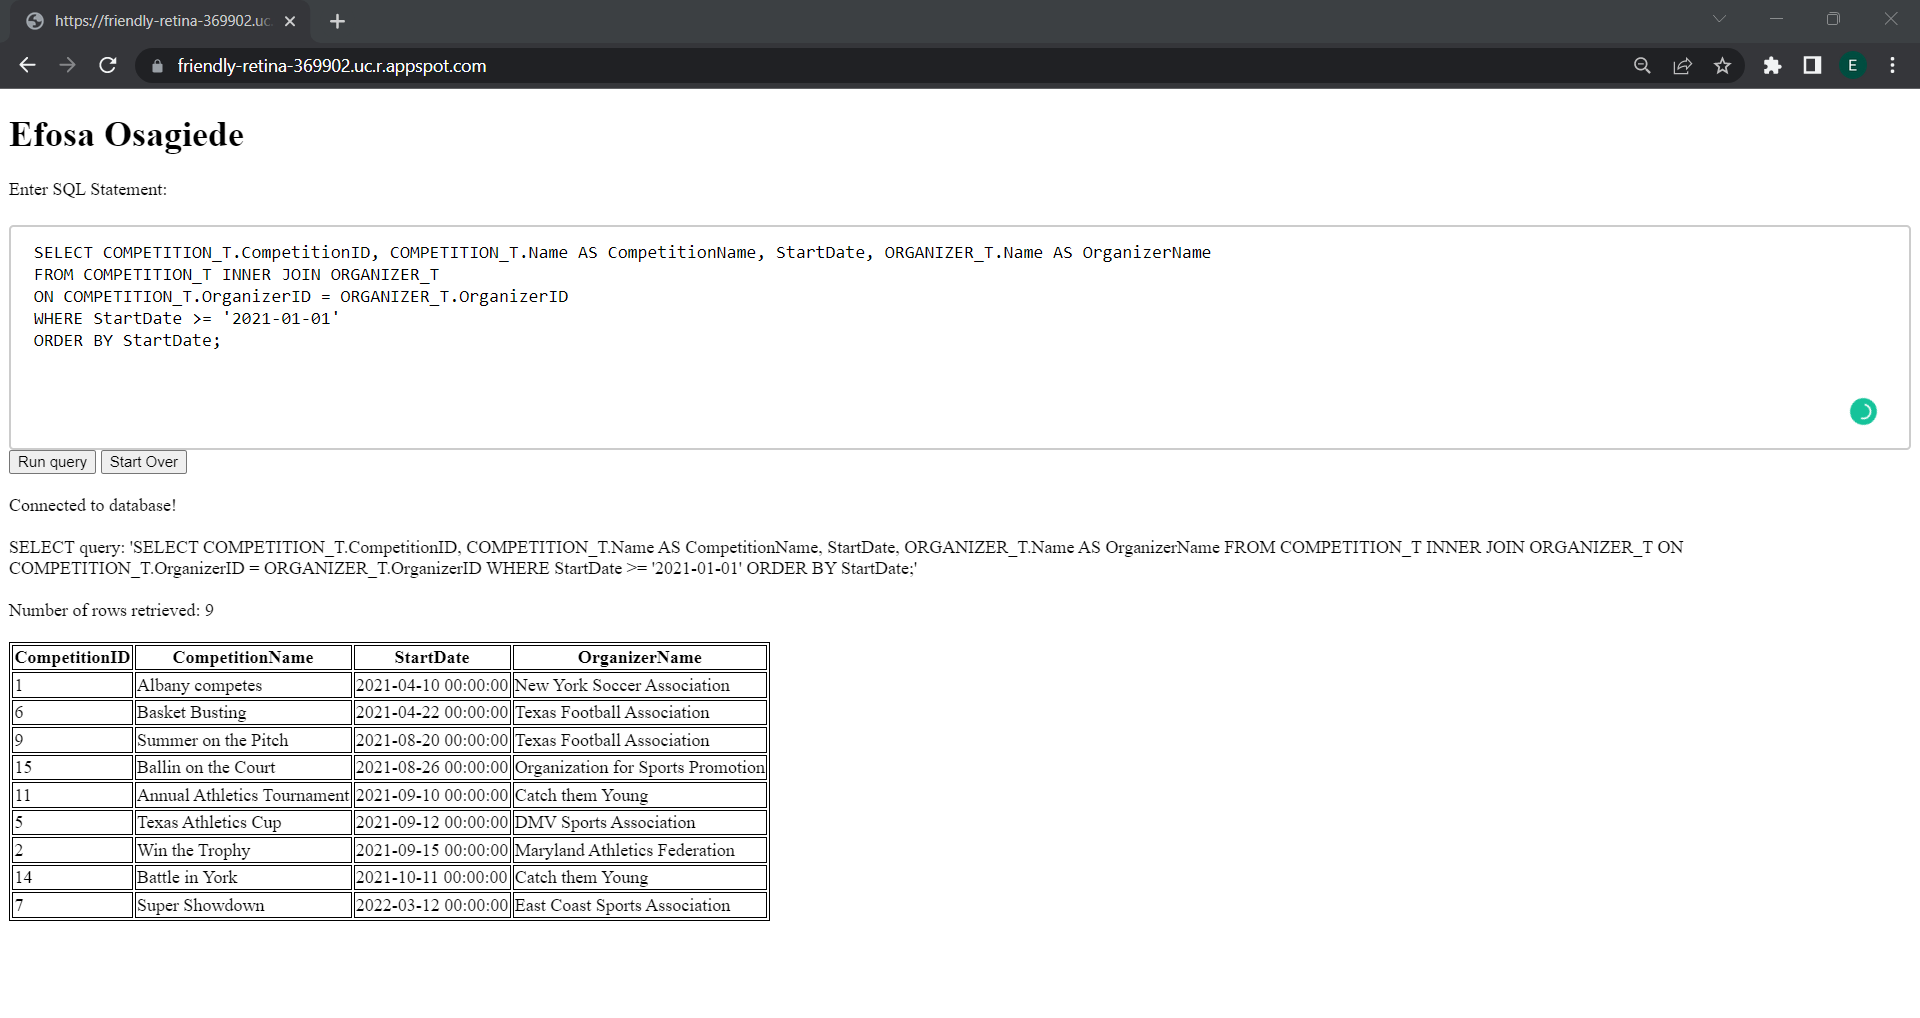 https://friendly-retina-369902.uc.
friendly-retina-369902.uc.r.appspot.com
E
Efosa Osagiede
Enter SQL Statement:
SELECT COMPETITION_T.CompetitionID, COMPETITION_T.Name AS CompetitionName, StartDate, ORGANIZER_T.Name AS OrganizerName
FROM COMPETITION_T INNER JOIN ORGANIZER_T
ON COMPETITION_T.OrganizerID = ORGANIZER_T.OrganizerID
WHERE StartDate >= '2021-01-01'
ORDER BY StartDate;
Run query Start Over
Connected to database!
SELECT query: 'SELECT COMPETITION_T.CompetitionID, COMPETITION_T.Name AS CompetitionName, StartDate, ORGANIZER_T.Name AS OrganizerName FROM COMPETITION_T INNER JOIN ORGANIZER_T ON
COMPETITION_T.OrganizerID = ORGANIZER_T.OrganizerID WHERE StartDate >= '2021-01-01' ORDER BY StartDate;'
Number of rows retrieved: 9
CompetitionID CompetitionName StartDate OrganizerName
1 Albany competes 2021-04-10 00:00:00 New York Soccer Association
6 Basket Busting 2021-04-22 00:00:00 Texas Football Association
9 Summer on the Pitch 2021-08-20 00:00:00 Texas Football Association
15 Ballin on the Court 2021-08-26 00:00:00 Organization for Sports Promotion
11 Annual Athletics Tournament 2021-09-10 00:00:00 Catch them Young
5 Texas Athletics Cup 2021-09-12 00:00:00 DMV Sports Association
2 Win the Trophy 2021-09-15 00:00:00 Maryland Athletics Federation
14 Battle in York 2021-10-11 00:00:00 Catch them Young
7 Super Showdown 2022-03-12 00:00:00 East Coast Sports Association